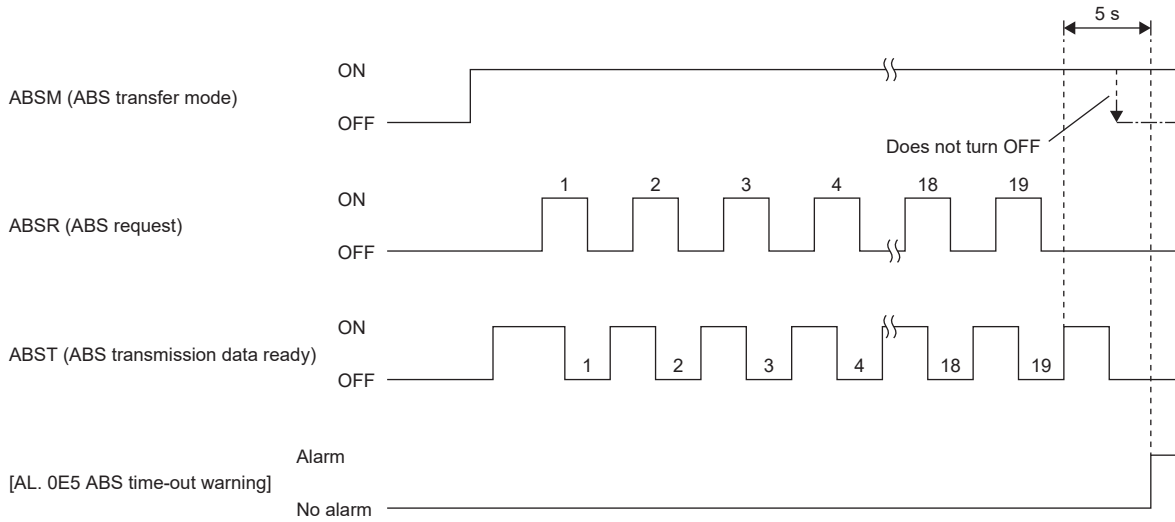 5 s
ON
ABSM (ABS transfer mode)
OFF
Does not turn OFF
1 2 3 4 18 19
ON
ABSR (ABS request)
OFF
ON
ABST (ABS transmission data ready)
1 2 3 4 18 19
OFF
Alarm
[AL. 0E5 ABS time-out warning]
No alarm